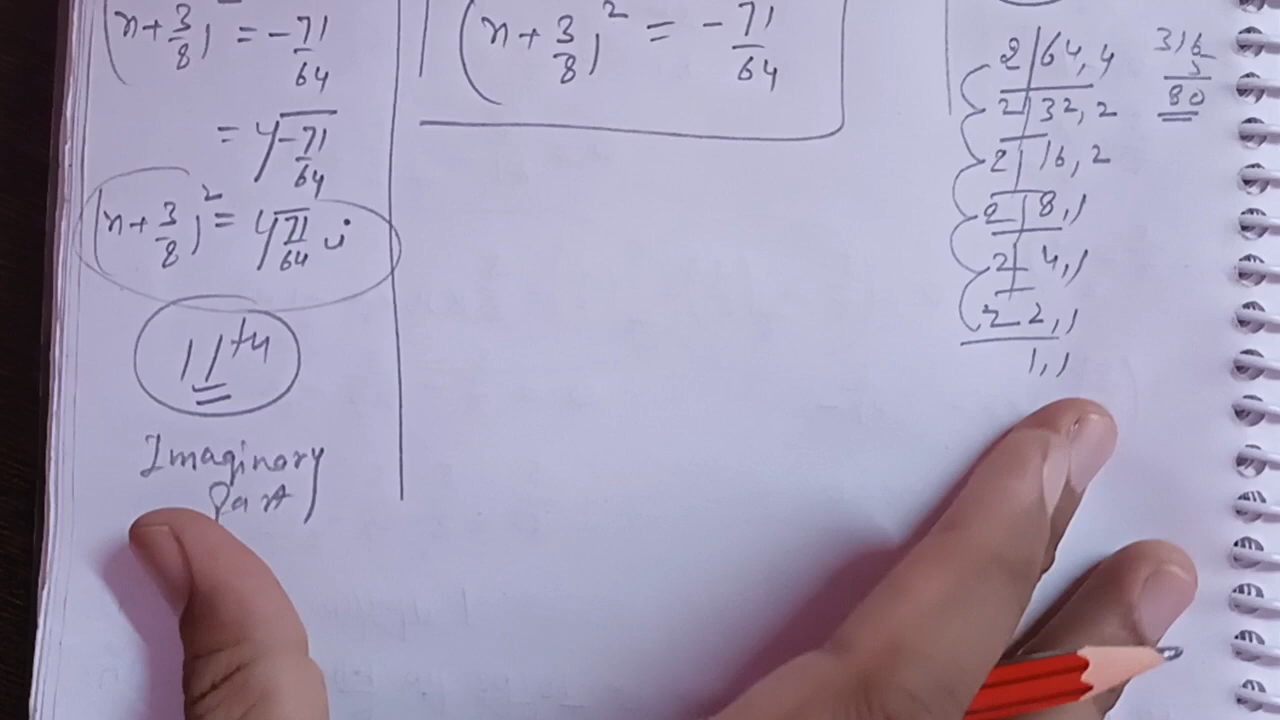 (x + 3/8)² = - 71/64
= √-71/64
(x + 3/8)² = √71/64 i
11th
Imaginary
Part
(x + 3/8)² = - 71/64
2 | 64, 4
2 | 32, 2
2 | 16, 2
2 | 8, 1
2 | 4, 1
2 2, 1
1, 1
316
5
80